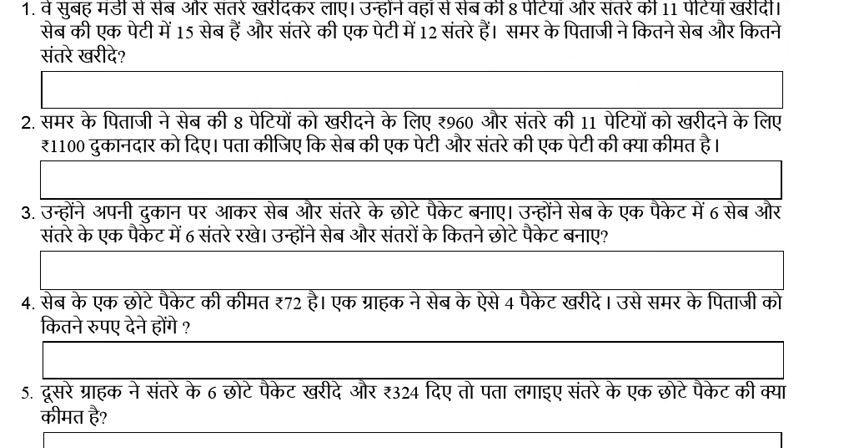 1. वे सुबह मंडी से सेब और संतरे खरीदकर लाए। उन्होंने वहाँ से सेब की 8 पेटियाँ और संतरे की 11 पेटियाँ खरीदी।
सेब की एक पेटी में 15 सेब हैं और संतरे की एक पेटी में 12 संतरे हैं। समर के पिताजी ने कितने सेब और कितने
संतरे खरीदे?
2. समर के पिताजी ने सेब की 8 पेटियों को खरीदने के लिए ₹960 और संतरे की 11 पेटियों को खरीदने के लिए
₹1100 दुकानदार को दिए। पता कीजिए कि सेब की एक पेटी और संतरे की एक पेटी की क्या कीमत है।
3. उन्होंने अपनी दुकान पर आकर सेब और संतरे के छोटे पैकेट बनाए। उन्होंने सेब के एक पैकेट में 6 सेब और
संतरे के एक पैकेट में 6 संतरे रखे। उन्होंने सेब और संतरों के कितने छोटे पैकेट बनाए?
4. सेब के एक छोटे पैकेट की कीमत ₹72 है। एक ग्राहक ने सेब के ऐसे 4 पैकेट खरीदे । उसे समर के पिताजी को
कितने रुपए देने होंगे ?
5. दूसरे ग्राहक ने संतरे के 6 छोटे पैकेट खरीदे और ₹324 दिए तो पता लगाइए संतरे के एक छोटे पैकेट की क्या
कीमत है?